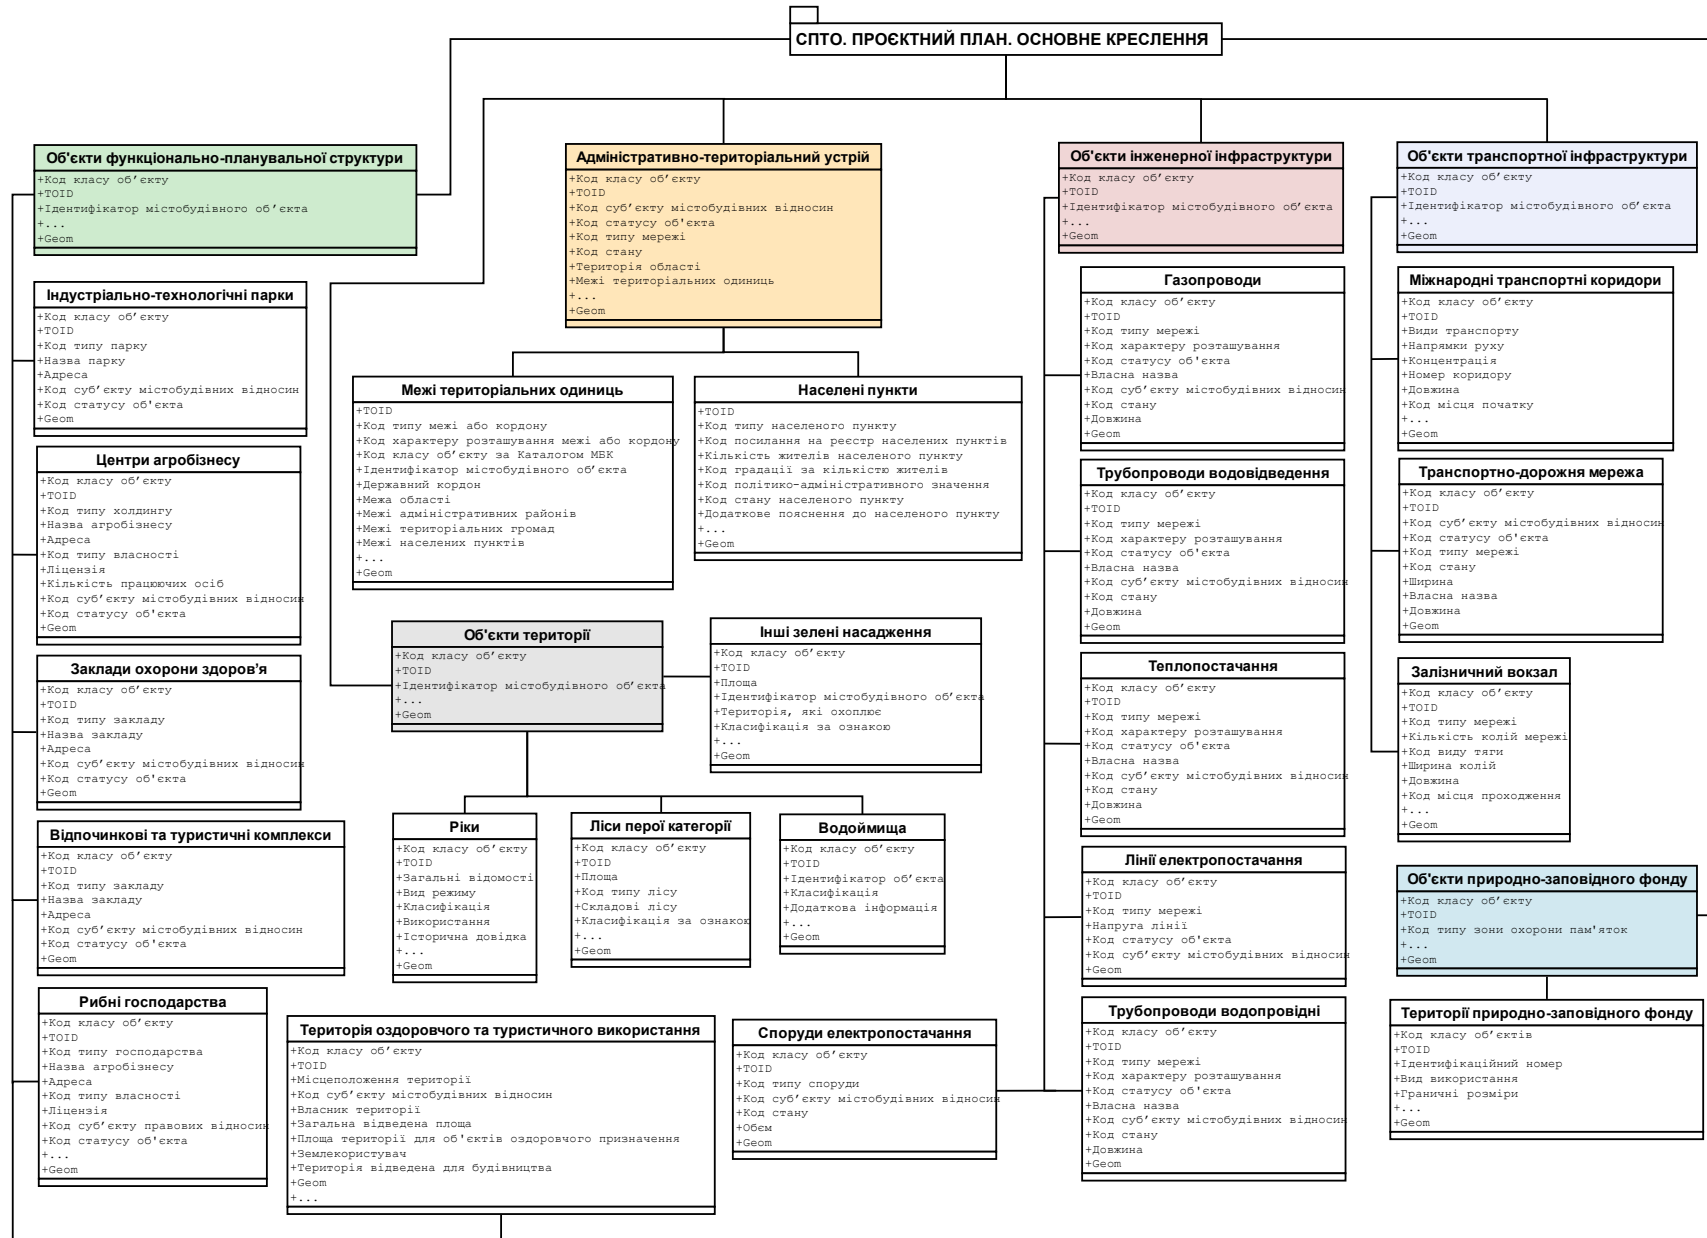 СПТО. ПРОЄКТНИЙ ПЛАН. ОСНОВНЕ КРЕСЛЕННЯ
Об'єкти функціонально-планувальної структури
+Код класу об’єкту
+TOID
+Ідентифікатор містобудівного об’єкта
+...
+Geom
Індустріально-технологічні парки
+Код класу об’єкту
+TOID
+Код типу парку
+Назва парку
+Адреса
+Код суб’єкту містобудівних відносин
+Код статусу об'єкта
+Geom
Центри агробізнесу
+Код класу об’єкту
+TOID
+Код типу холдингу
+Назва агробізнесу
+Адреса
+Код типу власності
+Ліцензія
+Кількість працюючих осіб
+Код суб’єкту містобудівних відносин
+Код статусу об'єкта
+Geom
Заклади охорони здоров’я
+Код класу об’єкту
+TOID
+Код типу закладу
+Назва закладу
+Адреса
+Код суб’єкту містобудівних відносин
+Код статусу об'єкта
+Geom
Відпочинкові та туристичні комплекси
+Код класу об’єкту
+TOID
+Код типу закладу
+Назва закладу
+Адреса
+Код суб’єкту містобудівних відносин
+Код статусу об'єкта
+Geom
Рибні господарства
+Код класу об’єкту
+TOID
+Код типу господарства
+Назва агробізнесу
+Адреса
+Код типу власності
+Ліцензія
+Код суб’єкту правових відносин
+Код статусу об'єкта
+...
+Geom
Адміністративно-територіальний устрій
+Код класу об’єкту
+TOID
+Код суб’єкту містобудівних відносин
+Код статусу об'єкта
+Код типу мережі
+Код стану
+Територія області
+Межі територіальних одиниць
+...
+Geom
Межі територіальних одиниць
+TOID
+Код типу межі або кордону
+Код характеру розташування межі або кордону
+Код класу об’єкту за Каталогом МБК
+Ідентифікатор містобудівного об’єкта
+Державний кордон
+Межа області
+Межі адміністративних районів
+Межі територіальних громад
+Межі населених пунктів
+...
+Geom
Населені пункти
+TOID
+Код типу населеного пункту
+Код посилання на реєстр населених пунктів
+Кількість жителів населеного пункту
+Код градації за кількістю жителів
+Код політико-адміністративного значення
+Код стану населеного пункту
+Додаткове пояснення до населеного пункту
+...
+Geom
Об'єкти території
+Код класу об’єкту
+TOID
+Ідентифікатор містобудівного об’єкта
+...
+Geom
Інші зелені насадження
+Код класу об’єкту
+TOID
+Площа
+Ідентифікатор містобудівного об’єкта
+Територія, які охоплює
+Класифікація за ознакою
+...
+Geom
Ріки
+Код класу об’єкту
+TOID
+Загальні відомості
+Вид режиму
+Класифікація
+Використання
+Історична довідка
+...
+Geom
Ліси перої категорії
+Код класу об’єкту
+TOID
+Площа
+Код типу лісу
+Складові лісу
+Класифікація за ознакою
+...
+Geom
Водоймища
+Код класу об’єкту
+TOID
+Ідентифікатор об’єкта
+Класифікація
+Додаткова інформація
+...
+Geom
Територія оздоровчого та туристичного використання
+Код класу об’єкту
+TOID
+Місцеположення території
+Код суб’єкту містобудівних відносин
+Власник території
+Загальна відведена площа
+Площа території для об'єктів оздоровчого призначення
+Землекористувач
+Територія відведена для будівництва
+Geom
+...
Споруди електропостачання
+Код класу об’єкту
+TOID
+Код типу споруди
+Код суб’єкту містобудівних відносин
+Код стану
+Обєм
+Geom
Об'єкти інженерної інфраструктури
+Код класу об’єкту
+TOID
+Ідентифікатор містобудівного об’єкта
+...
+Geom
Газопроводи
+Код класу об’єкту
+TOID
+Код типу мережі
+Код характеру розташування
+Код статусу об'єкта
+Власна назва
+Код суб’єкту містобудівних відносин
+Код стану
+Довжина
+Geom
Трубопроводи водовідведення
+Код класу об’єкту
+TOID
+Код типу мережі
+Код характеру розташування
+Код статусу об'єкта
+Власна назва
+Код суб’єкту містобудівних відносин
+Код стану
+Довжина
+Geom
Теплопостачання
+Код класу об’єкту
+TOID
+Код типу мережі
+Код характеру розташування
+Код статусу об'єкта
+Власна назва
+Код суб’єкту містобудівних відносин
+Код стану
+Довжина
+Geom
Лінії електропостачання
+Код класу об’єкту
+TOID
+Код типу мережі
+Напруга лінії
+Код статусу об'єкта
+Код суб’єкту містобудівних відносин
+Geom
Трубопроводи водопровідні
+Код класу об’єкту
+TOID
+Код типу мережі
+Код характеру розташування
+Код статусу об'єкта
+Власна назва
+Код суб’єкту містобудівних відносин
+Код стану
+Довжина
+Geom
Об'єкти транспортної інфраструктури
+Код класу об’єкту
+TOID
+Ідентифікатор містобудівного об’єкта
+...
+Geom
Міжнародні транспортні коридори
+Код класу об’єкту
+TOID
+Види транспорту
+Напрямки руху
+Концентрація
+Номер коридору
+Довжина
+Код місця початку
+...
+Geom
Транспортно-дорожня мережа
+Код класу об’єкту
+TOID
+Код суб’єкту містобудівних відносин
+Код статусу об'єкта
+Код типу мережі
+Код стану
+Ширина
+Власна назва
+Довжина
+Geom
Залізничний вокзал
+Код класу об’єкту
+TOID
+Код типу мережі
+Кількість колій мережі
+Код виду тяги
+Ширина колій
+Довжина
+Код місця проходження
+...
+Geom
Об'єкти природно-заповідного фонду
+Код класу об’єкту
+TOID
+Код типу зони охорони пам'яток
+...
+Geom
Території природно-заповідного фонду
+Код класу об’єктів
+TOID
+Ідентифікаційний номер
+Вид використання
+Граничні розміри
+...
+Geom